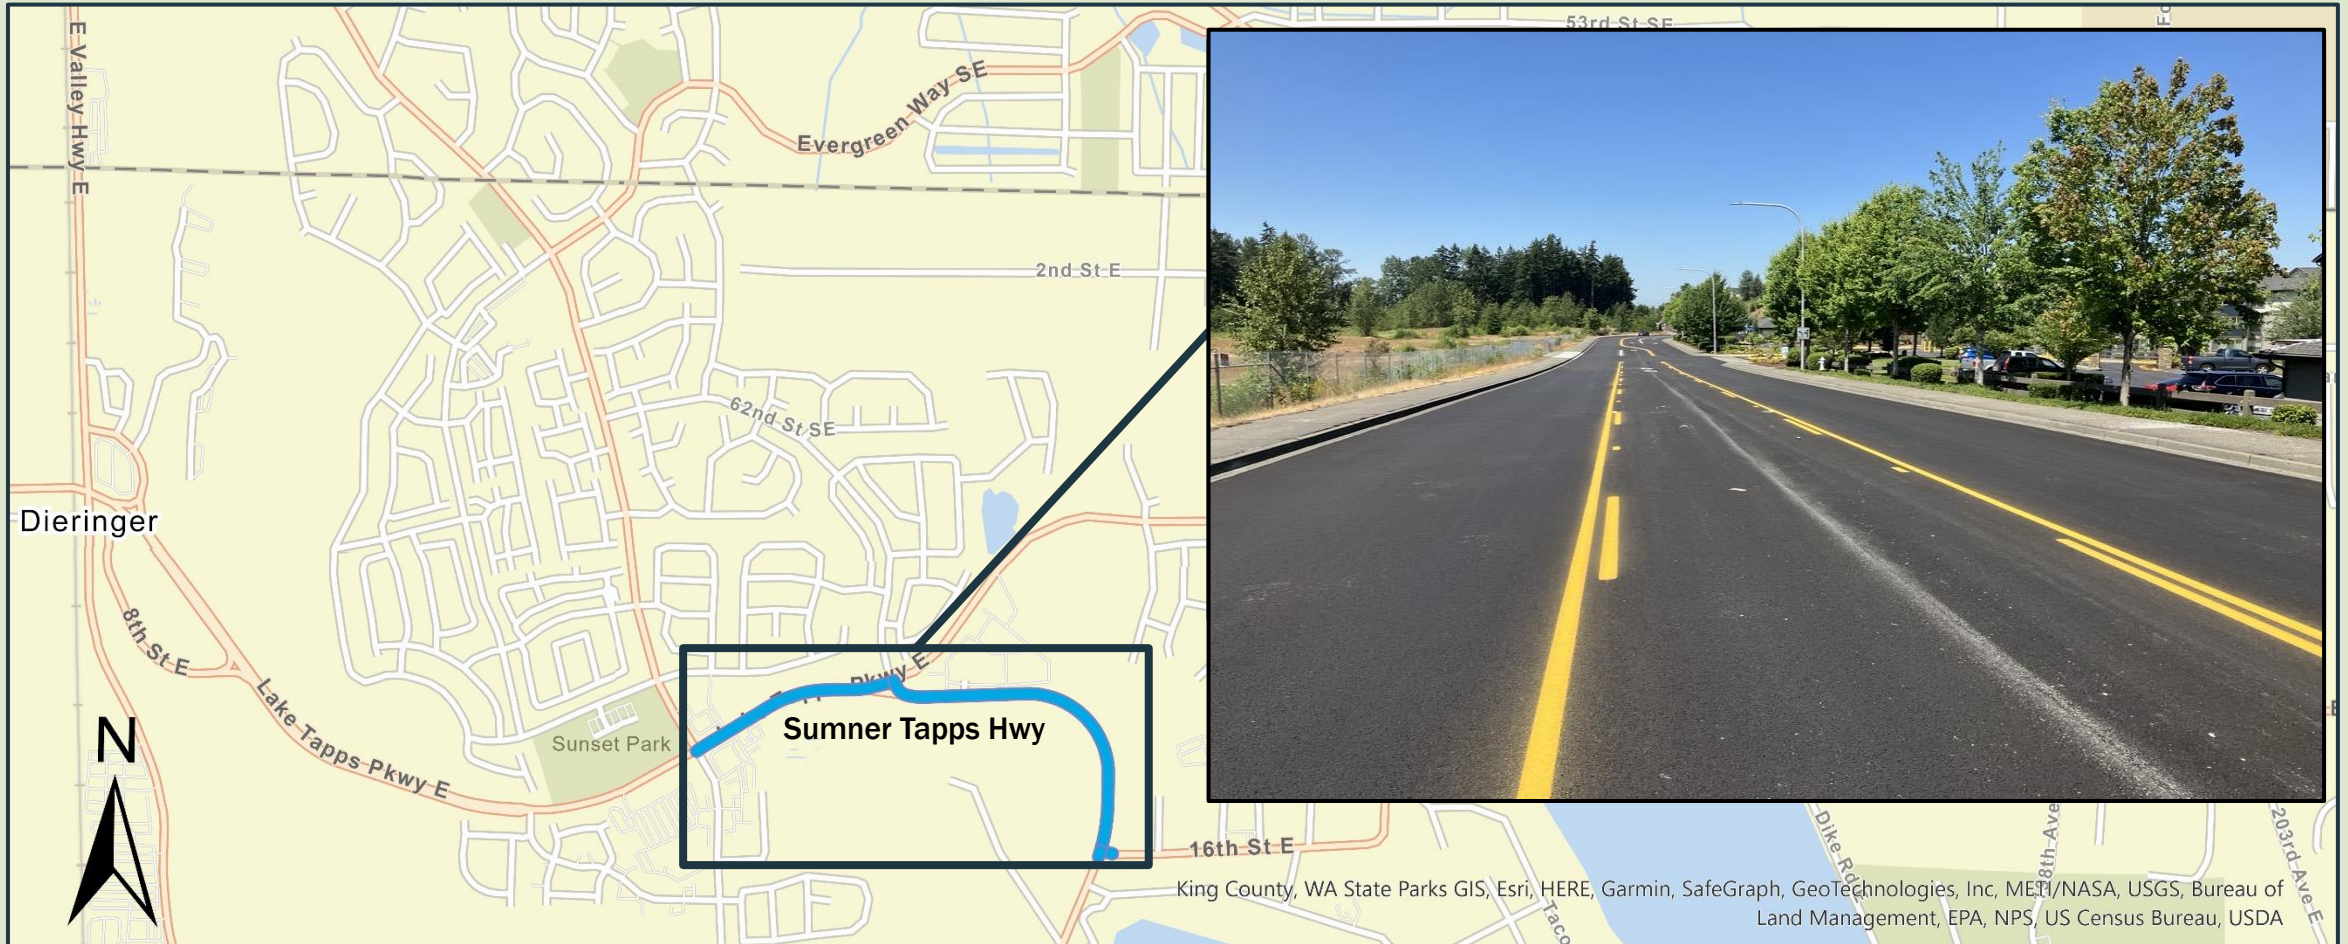 53rd St SE
E Valley Hwy E
Evergreen Way SE
2nd St E
62nd St SE
Dieringer
8th St E
Lake Tapps Pkwy E
N
Sunset Park
Pkwy E
Sumner Tapps Hwy
16th St E
Dike Rd E
198th Ave
203rd Ave E
King County, WA State Parks GIS, Esri, HERE, Garmin, SafeGraph, GeoTechnologies, Inc, METI/NASA, USGS, Bureau of
Land Management, EPA, NPS, US Census Bureau, USDA